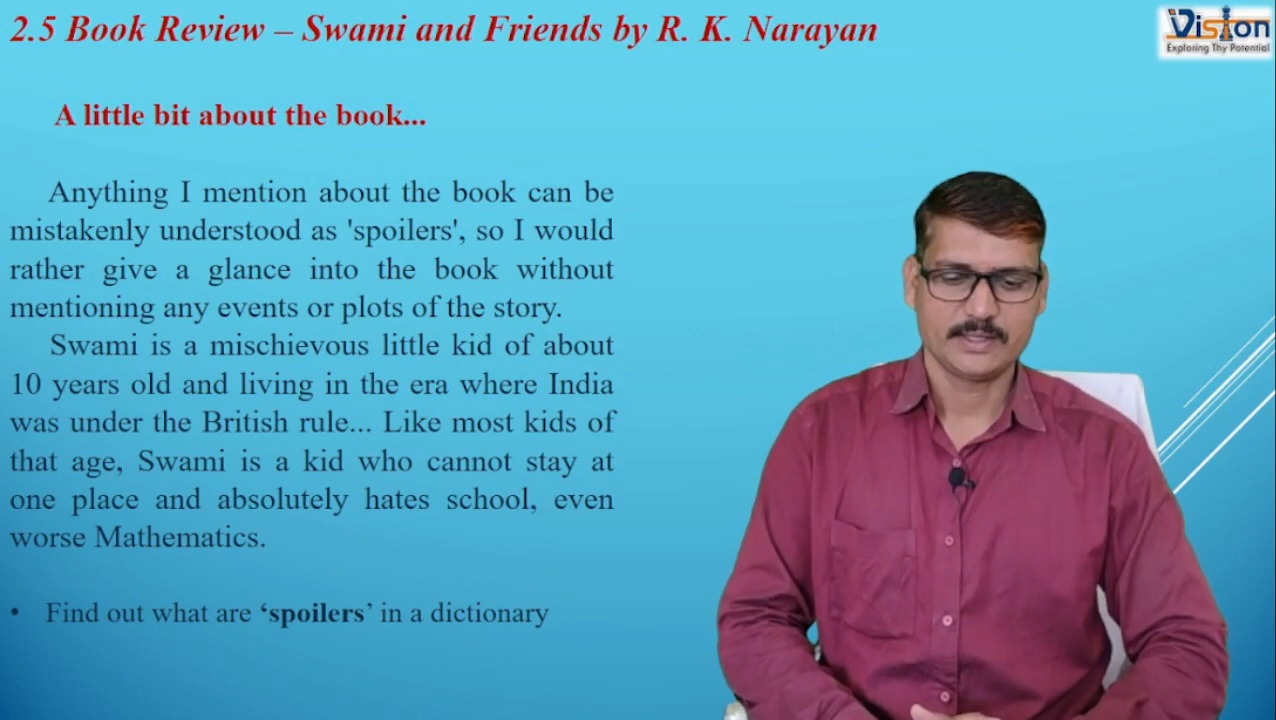 2.5 Book Review – Swami and Friends by R. K. Narayan
Vision
Exploring Thy Potential
A little bit about the book...
Anything I mention about the book can be
mistakenly understood as 'spoilers', so I would
rather give a glance into the book without
mentioning any events or plots of the story.
Swami is a mischievous little kid of about
10 years old and living in the era where India
was under the British rule... Like most kids of
that age, Swami is a kid who cannot stay at
one place and absolutely hates school, even
worse Mathematics.
• Find out what are ‘spoilers’ in a dictionary